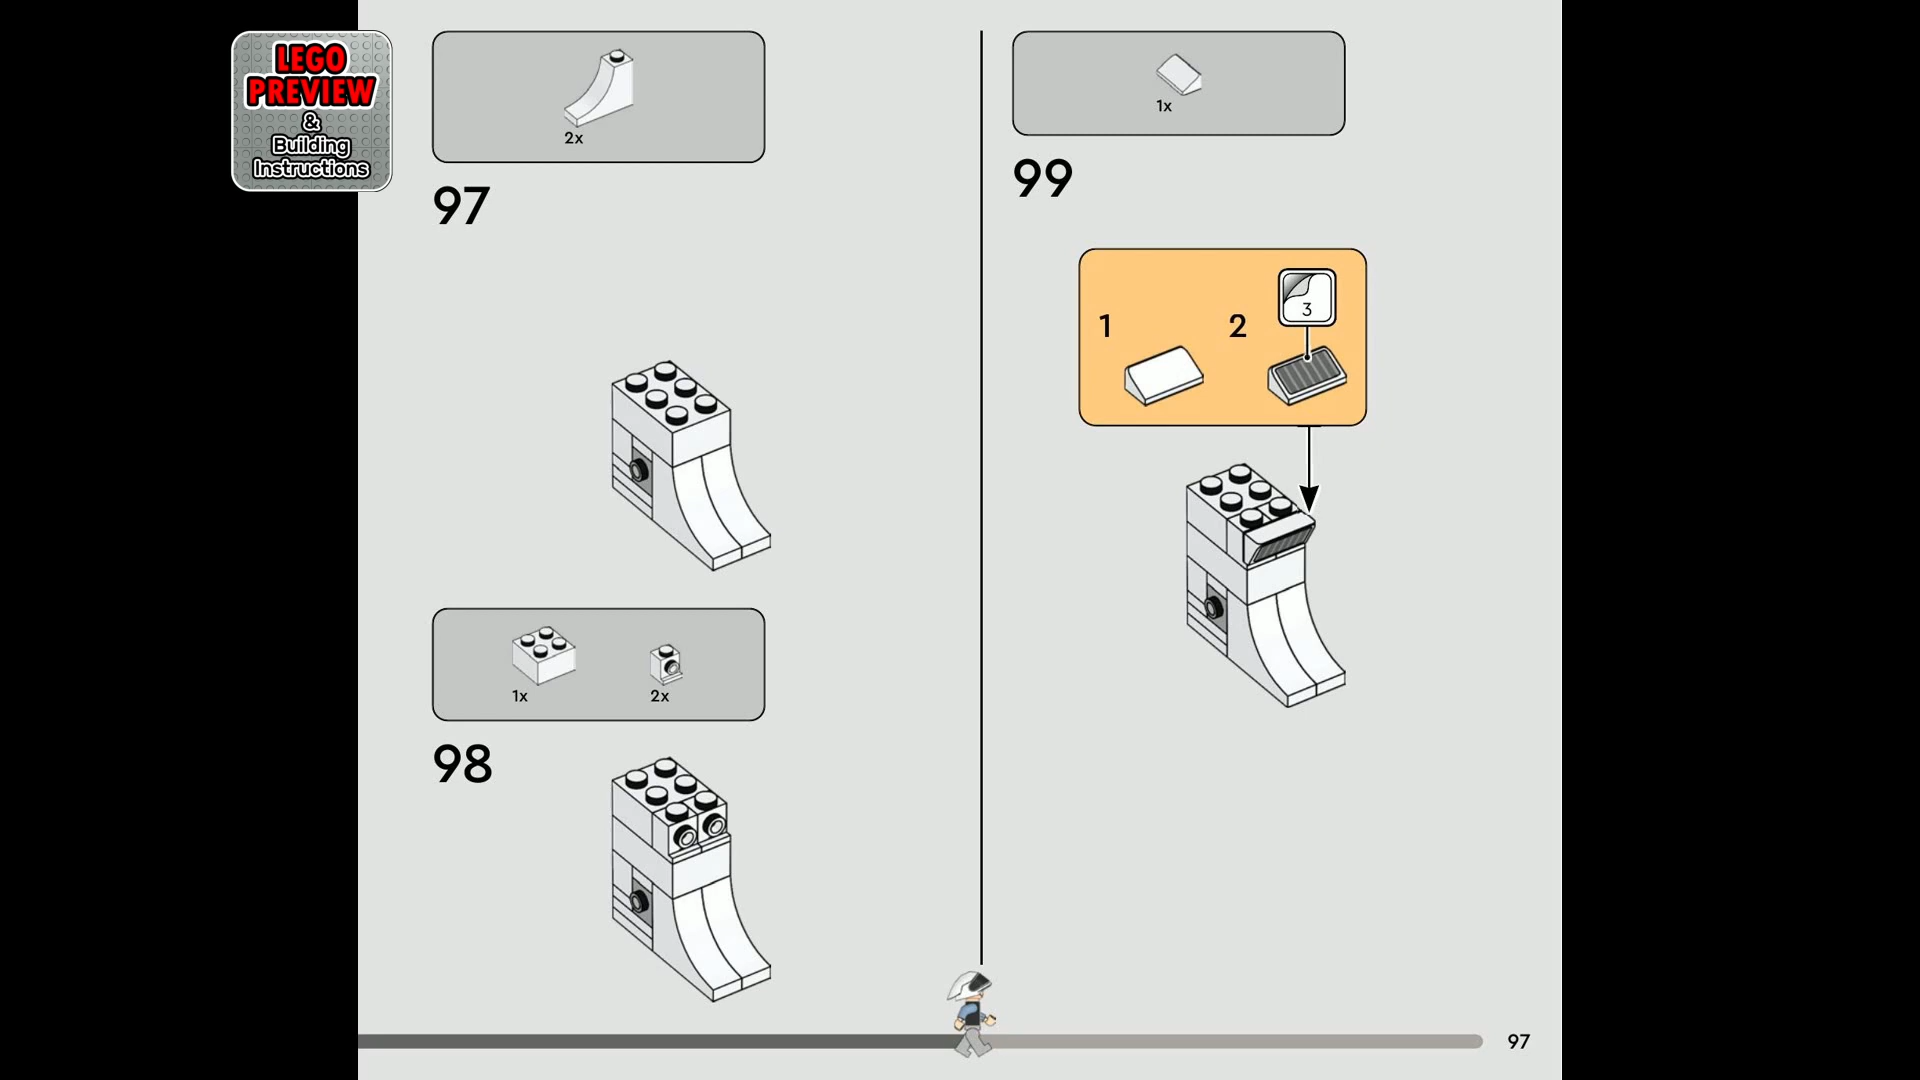 LEGO
PREVIEW
&
Building
Instructions
2x
97
1x
2x
98
1x
99
1
2
3
97